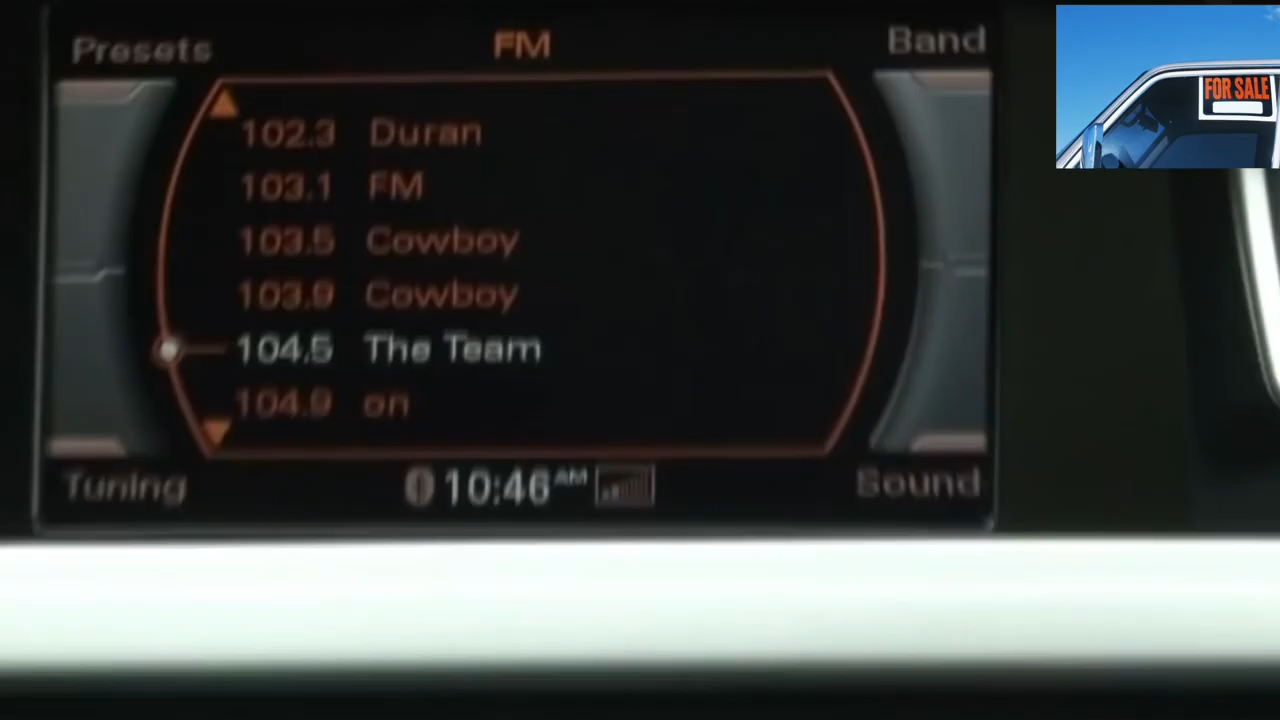 Presets FM Band
102.3 Duran
103.1 FM
103.5 Cowboy
103.9 Cowboy
104.5 The Team
104.9 on
Tuning 10:46 AM Sound
FOR SALE